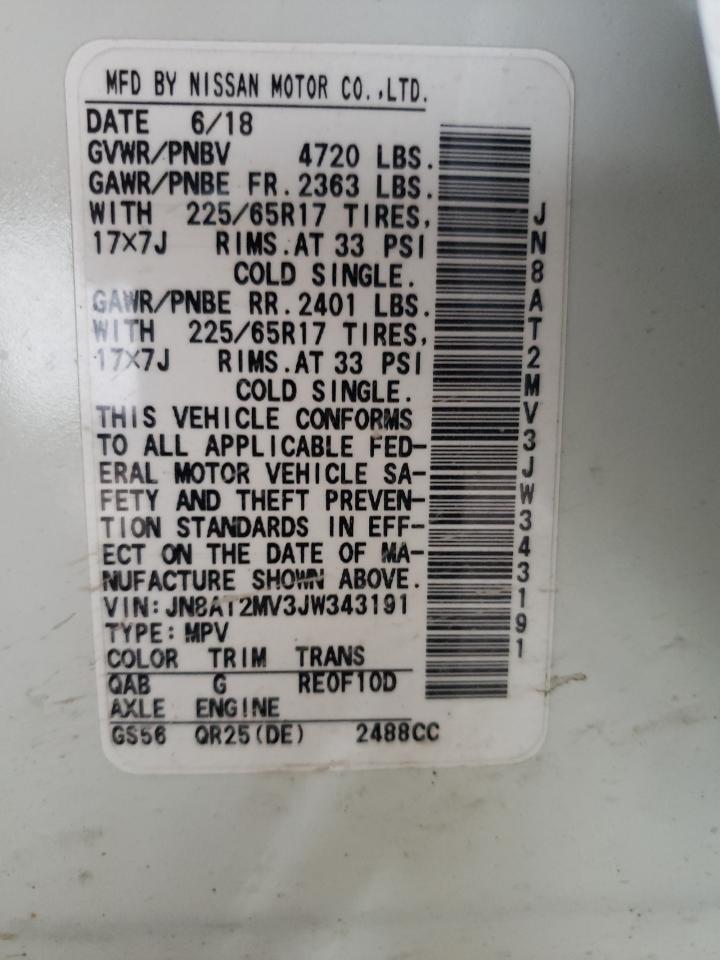 MFD BY NISSAN MOTOR CO.,LTD.
DATE 6/18
GVWR/PNBV 4720 LBS.
GAWR/PNBE FR.2363 LBS.
WITH 225/65R17 TIRES,
17X7J RIMS.AT 33 PSI
COLD SINGLE.
GAWR/PNBE RR.2401 LBS.
WITH 225/65R17 TIRES,
17X7J RIMS.AT 33 PSI
COLD SINGLE.
THIS VEHICLE CONFORMS
TO ALL APPLICABLE FED-
ERAL MOTOR VEHICLE SA-
FETY AND THEFT PREVEN-
TION STANDARDS IN EFF-
ECT ON THE DATE OF MA-
NUFACTURE SHOWN ABOVE.
VIN:JN8AT2MV3JW343191
TYPE:MPV
COLOR TRIM TRANS
QAB G RE0F10D
AXLE ENGINE
GS56 QR25(DE) 2488CC
JN8AT2MV3JW343191